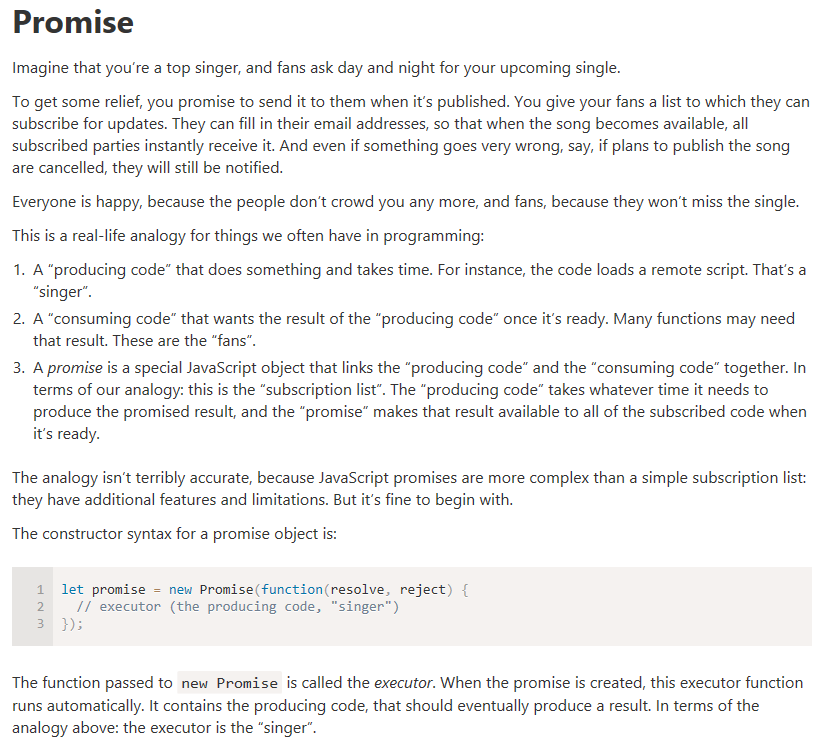 Promise
Imagine that you’re a top singer, and fans ask day and night for your upcoming single.
To get some relief, you promise to send it to them when it’s published. You give your fans a list to which they can
subscribe for updates. They can fill in their email addresses, so that when the song becomes available, all
subscribed parties instantly receive it. And even if something goes very wrong, say, if plans to publish the song
are cancelled, they will still be notified.
Everyone is happy, because the people don’t crowd you any more, and fans, because they won’t miss the single.
This is a real-life analogy for things we often have in programming:
1. A “producing code” that does something and takes time. For instance, the code loads a remote script. That’s a
“singer”.
2. A “consuming code” that wants the result of the “producing code” once it’s ready. Many functions may need
that result. These are the “fans”.
3. A promise is a special JavaScript object that links the “producing code” and the “consuming code” together. In
terms of our analogy: this is the “subscription list”. The “producing code” takes whatever time it needs to
produce the promised result, and the “promise” makes that result available to all of the subscribed code when
it’s ready.
The analogy isn’t terribly accurate, because JavaScript promises are more complex than a simple subscription list:
they have additional features and limitations. But it’s fine to begin with.
The constructor syntax for a promise object is:
1 let promise = new Promise(function(resolve, reject) {
2   // executor (the producing code, "singer")
3 });
The function passed to new Promise is called the executor. When the promise is created, this executor function
runs automatically. It contains the producing code, that should eventually produce a result. In terms of the
analogy above: the executor is the “singer”.